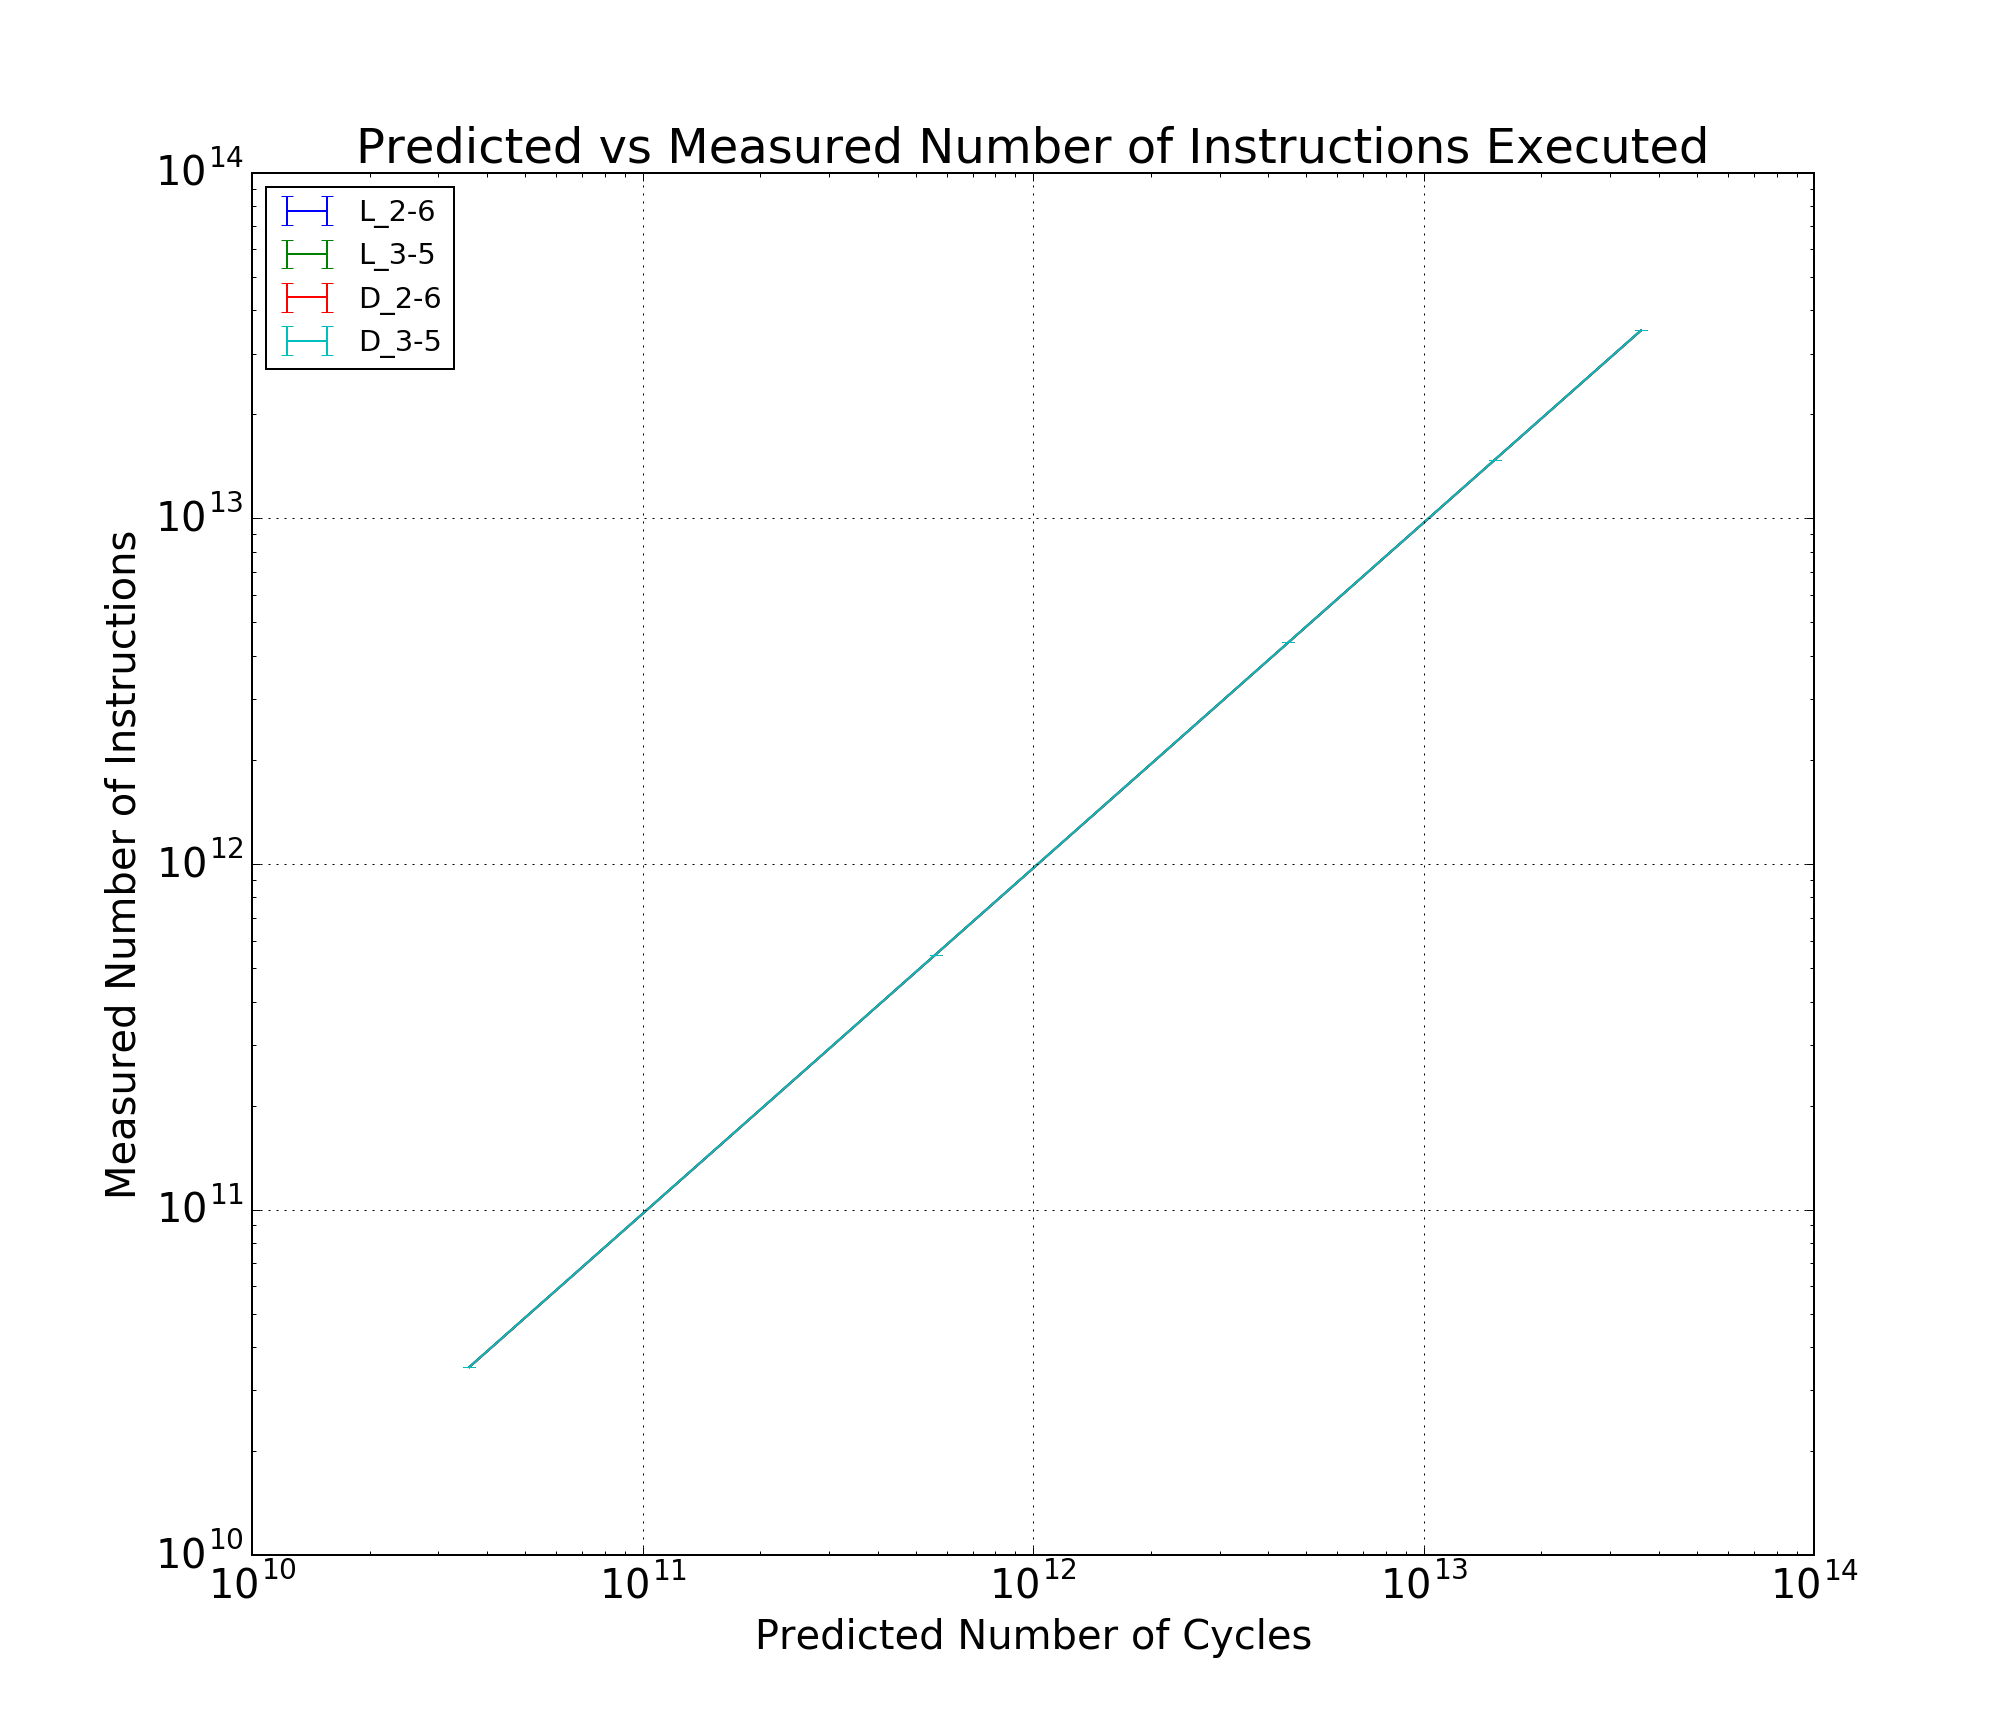 Predicted vs Measured Number of Instructions Executed
10^14
10^13
10^12
10^11
10^10
Measured Number of Instructions
L_2-6
L_3-5
D_2-6
D_3-5
10^10 10^11 10^12 10^13 10^14
Predicted Number of Cycles